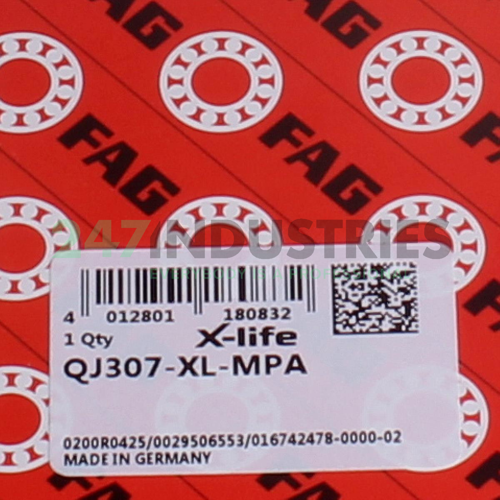 FAG
FAG
FAG
FAG
247INDUSTRIES
4 012801 180832
1 Qty
X-life
QJ307-XL-MPA
0200R0425/0029506553/016742478-0000-02
MADE IN GERMANY